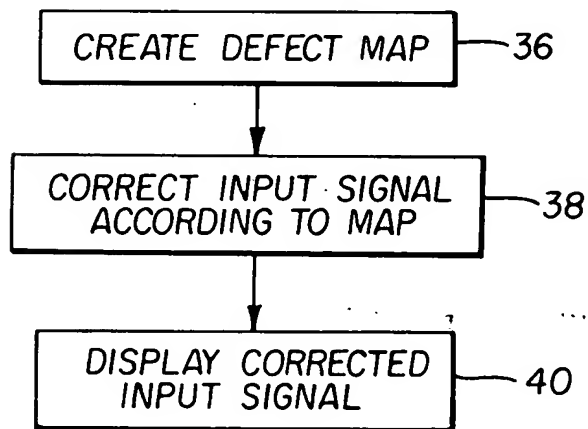 CREATE DEFECT MAP
36
CORRECT INPUT SIGNAL
ACCORDING TO MAP
38
DISPLAY CORRECTED
INPUT SIGNAL
40